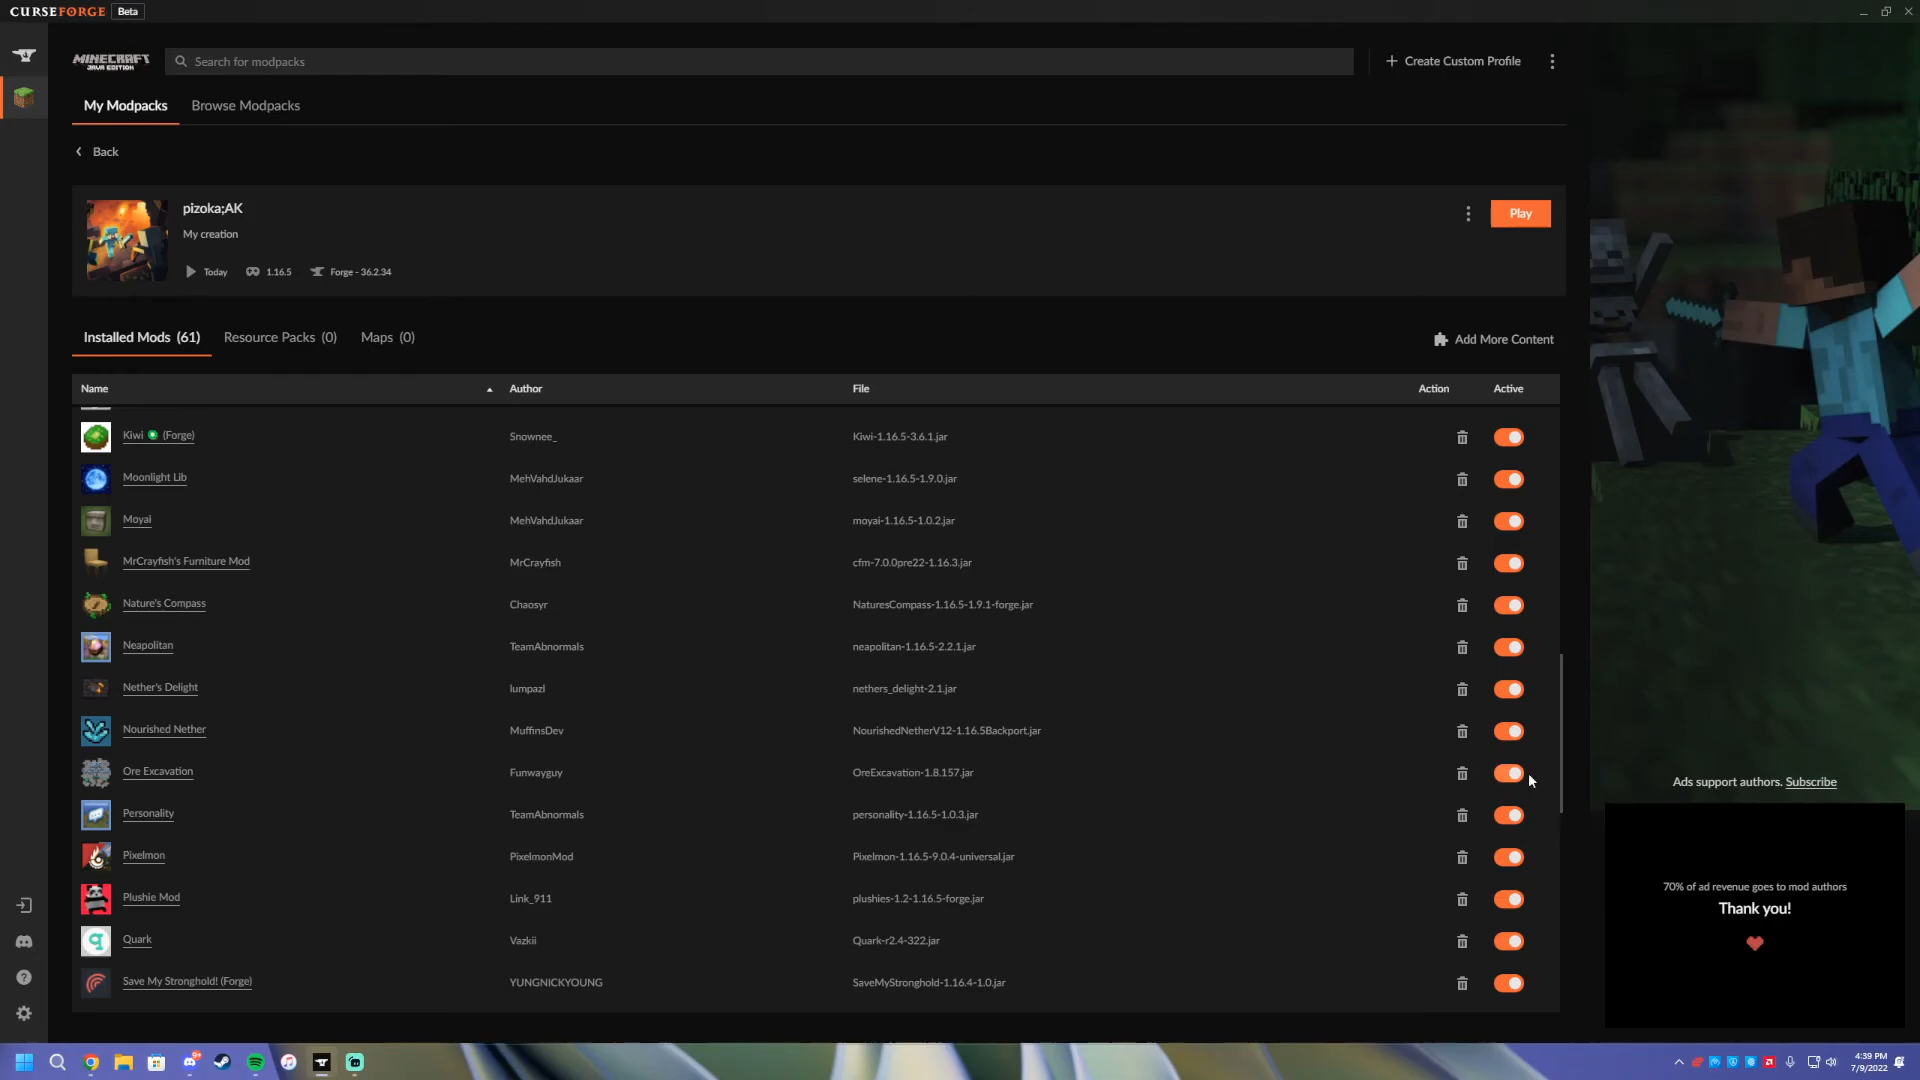 CURSEFORGE Beta
MINECRAFT
JAVA EDITION
Search for modpacks
Create Custom Profile
My Modpacks Browse Modpacks
Back
pizoka;AK
Play
My creation
Today 1.16.5 Forge - 36.2.34
Installed Mods (61) Resource Packs (0) Maps (0) Add More Content
Name Author File Action Active
Kiwi (Forge) Snownee_ Kiwi-1.16.5-3.6.1.jar
Moonlight Lib MehVahdJukaar selene-1.16.5-1.9.0.jar
Moyai MehVahdJukaar moyai-1.16.5-1.0.2.jar
MrCrayfish's Furniture Mod MrCrayfish cfm-7.0.0pre22-1.16.3.jar
Nature's Compass Chaosyr NaturesCompass-1.16.5-1.9.1-forge.jar
Neapolitan TeamAbnormals neapolitan-1.16.5-2.2.1.jar
Nether's Delight lumpazl nethers_delight-2.1.jar
Nourished Nether MuffinsDev NourishedNetherV12-1.16.5Backport.jar
Ore Excavation Funwayguy OreExcavation-1.8.157.jar
Personality TeamAbnormals personality-1.16.5-1.0.3.jar
Pixelmon PixelmonMod Pixelmon-1.16.5-9.0.4-universal.jar
Plushie Mod Link_911 plushies-1.2-1.16.5-forge.jar
Quark Vazkii Quark-r2.4-322.jar
Save My Stronghold! (Forge) YUNGNICKYOUNG SaveMyStronghold-1.16.4-1.0.jar
Ads support authors. Subscribe
70% of ad revenue goes to mod authors
Thank you!
4:39 PM
7/9/2022